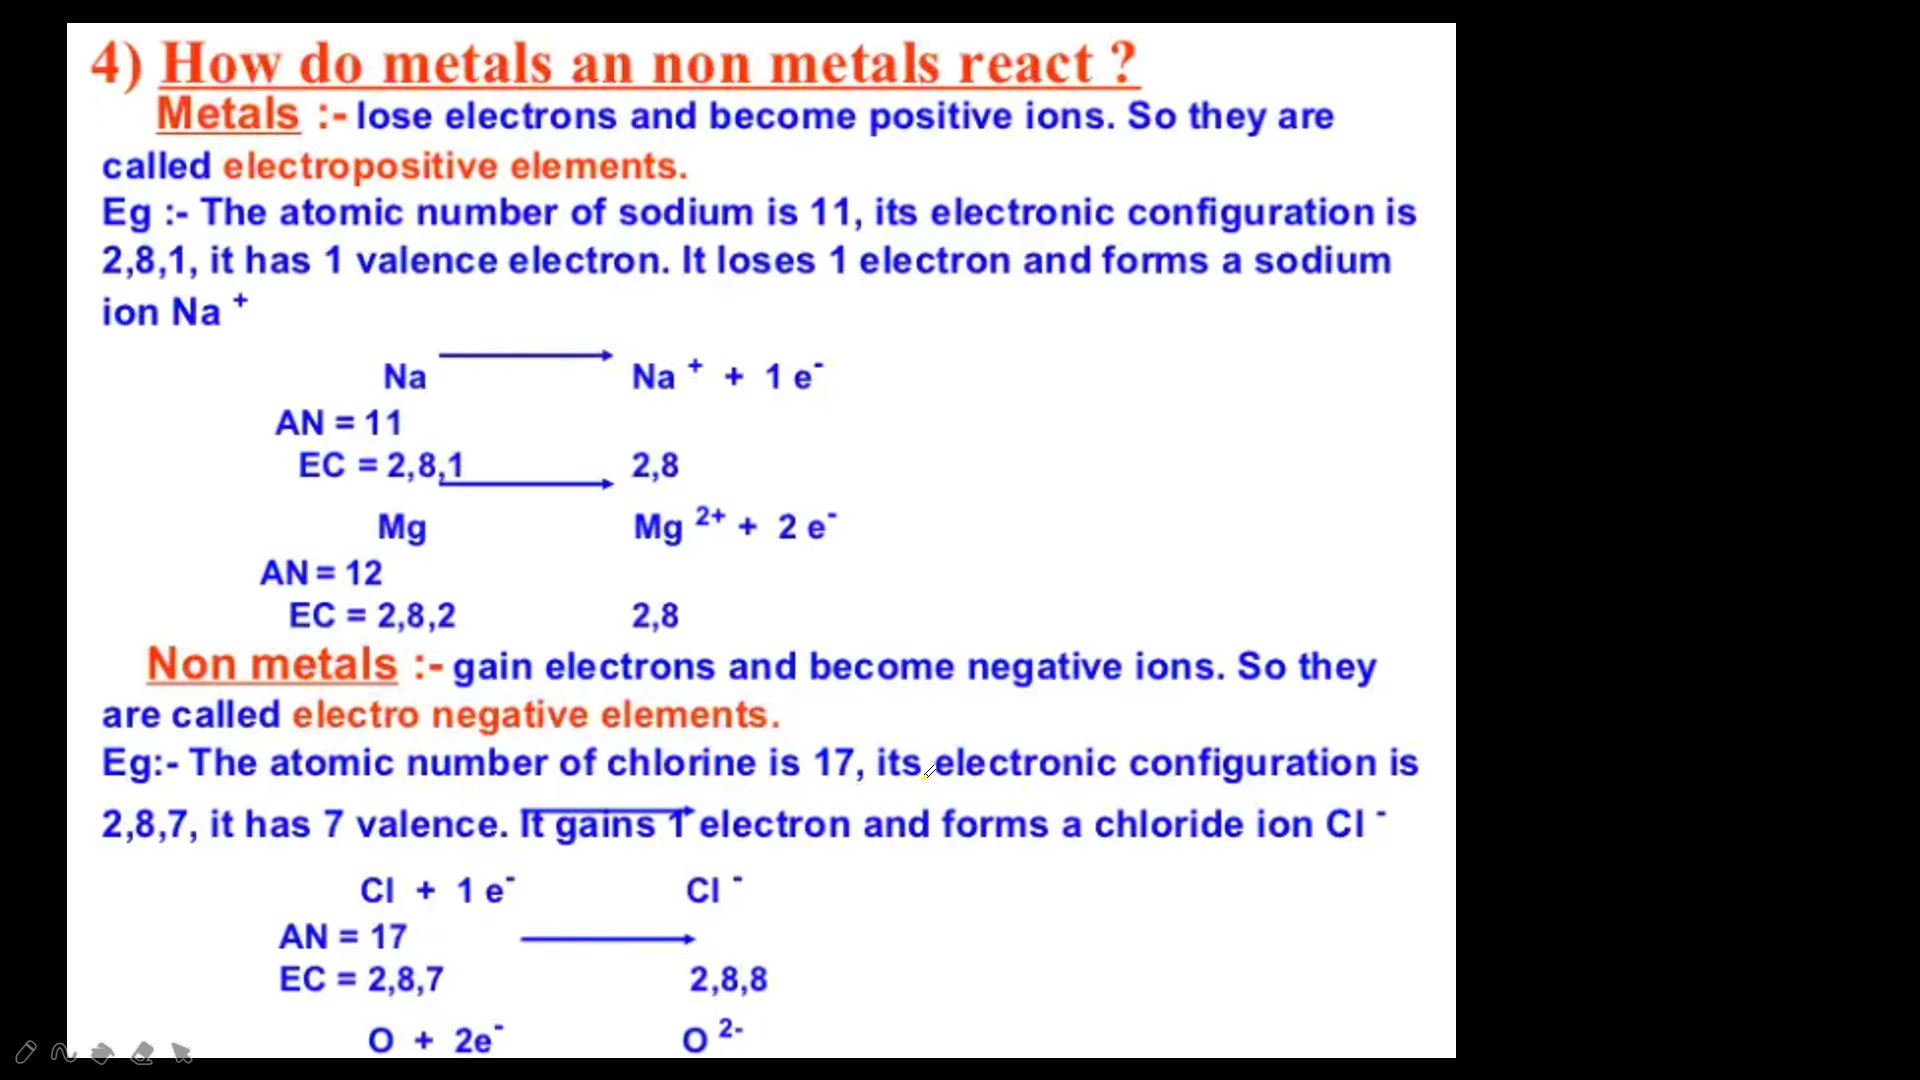 4) How do metals an non metals react ?
Metals :- lose electrons and become positive ions. So they are
called electropositive elements.
Eg :- The atomic number of sodium is 11, its electronic configuration is
2,8,1, it has 1 valence electron. It loses 1 electron and forms a sodium
ion Na +
Na Na + + 1 e-
AN = 11
EC = 2,8,1 2,8
Mg Mg 2+ + 2 e-
AN = 12
EC = 2,8,2 2,8
Non metals :- gain electrons and become negative ions. So they
are called electro negative elements.
Eg:- The atomic number of chlorine is 17, its electronic configuration is
2,8,7, it has 7 valence. It gains 1 electron and forms a chloride ion Cl -
Cl + 1 e- Cl -
AN = 17
EC = 2,8,7 2,8,8
O + 2e- O 2-